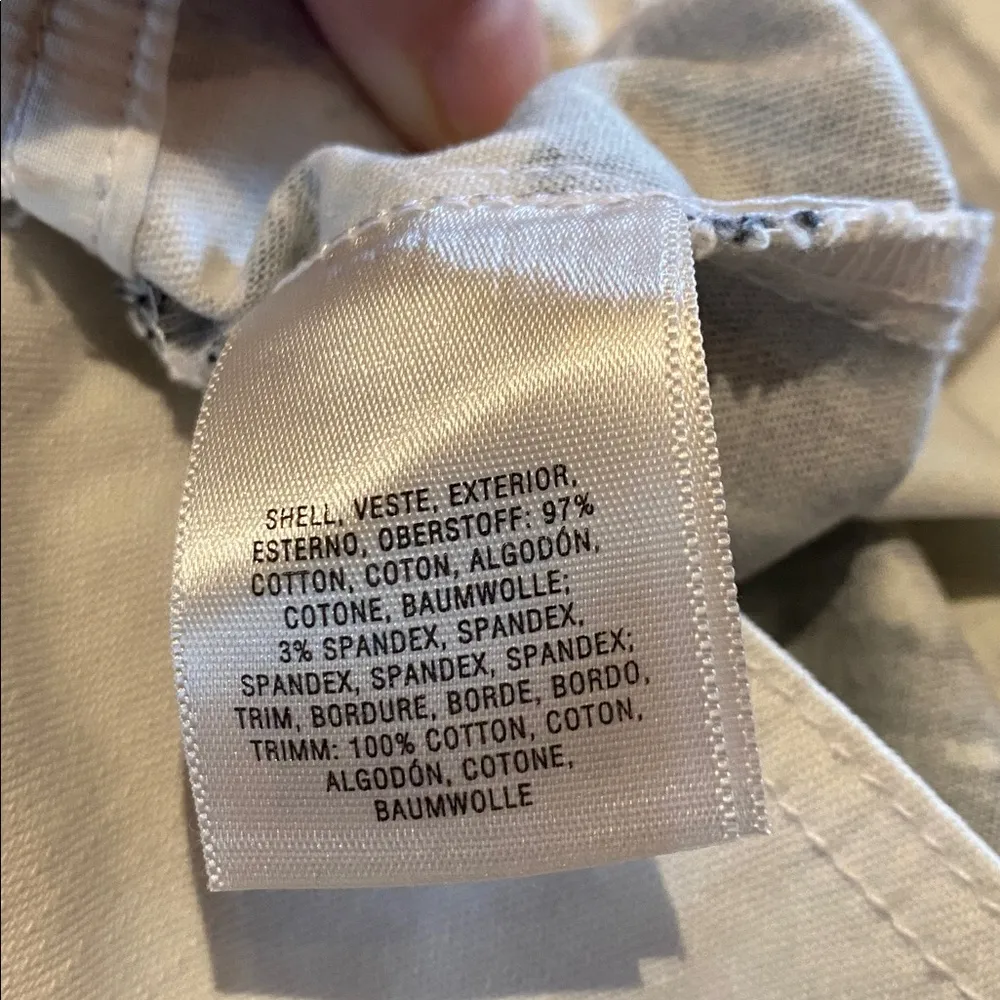 SHELL, VESTE, EXTERIOR,
ESTERNO, OBERSTOFF: 97%
COTTON, COTON, ALGODÓN,
COTONE, BAUMWOLLE;
3% SPANDEX, SPANDEX,
SPANDEX, SPANDEX, SPANDEX;
TRIM, BORDURE, BORDE, BORDO,
TRIMM: 100% COTTON, COTON,
ALGODÓN, COTONE,
BAUMWOLLE